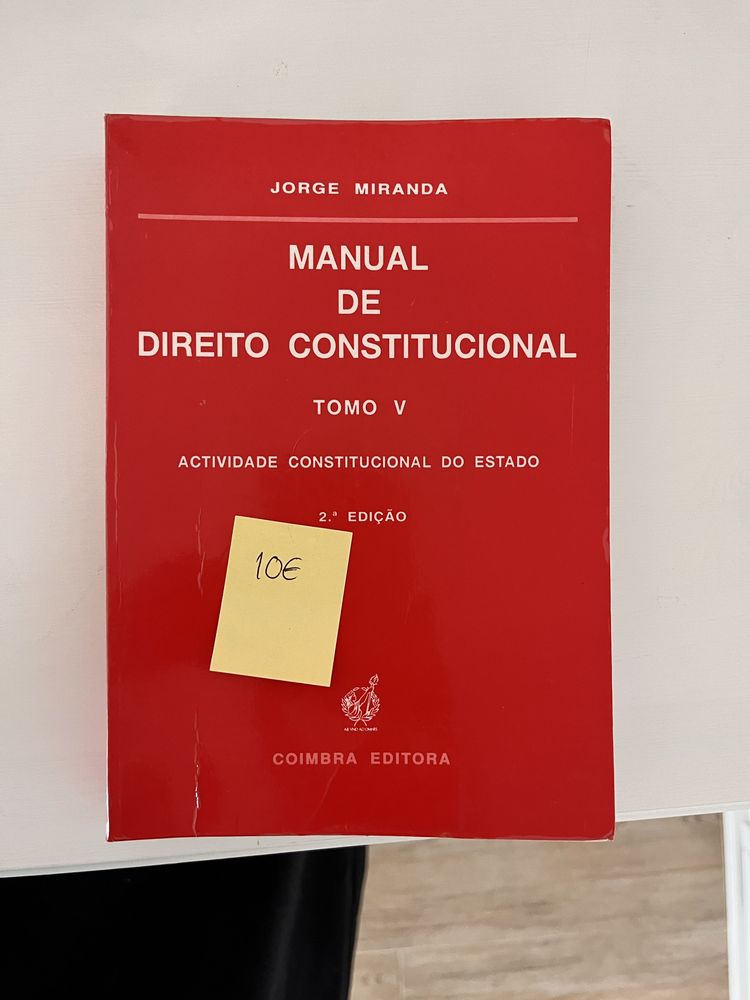 JORGE MIRANDA
MANUAL
DE
DIREITO CONSTITUCIONAL
TOMO V
ACTIVIDADE CONSTITUCIONAL DO ESTADO
2.ª EDIÇÃO
10€
COIMBRA EDITORA